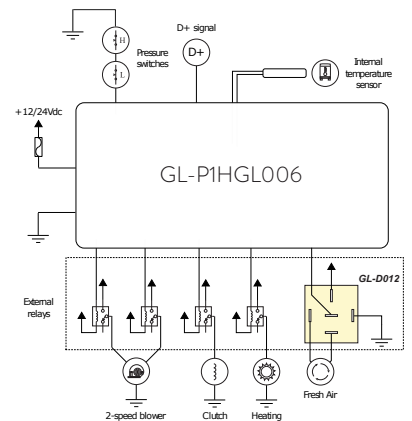 D+ signal
H
D+
Pressure
switches
L
Internal
temperature
sensor
+12/24Vdc
GL-P1HGL006
GL-D012
External
relays
Fresh Air
2-speed blower
Clutch
Heating